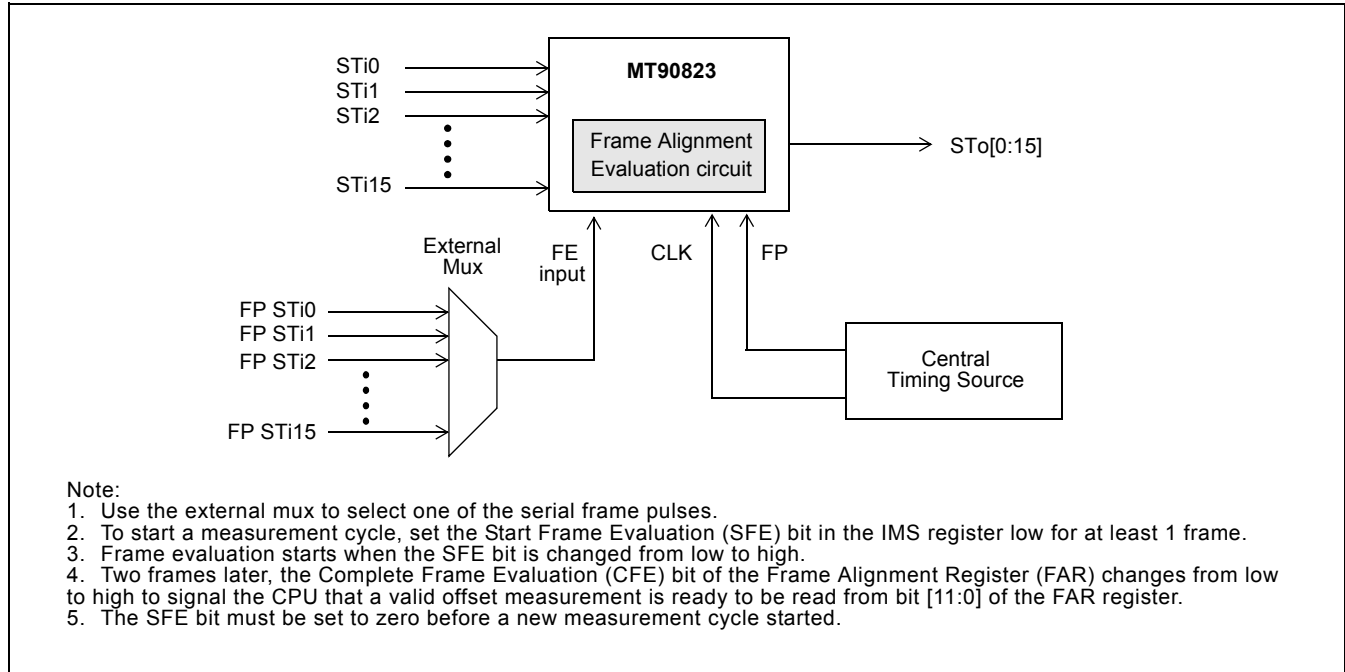 STi0
STi1
STi2
STi15
MT90823
Frame Alignment
Evaluation circuit
STo[0:15]
External
Mux
FE
input
CLK
FP
FP STi0
FP STi1
FP STi2
FP STi15
Central
Timing Source
Note:
1. Use the external mux to select one of the serial frame pulses.
2. To start a measurement cycle, set the Start Frame Evaluation (SFE) bit in the IMS register low for at least 1 frame.
3. Frame evaluation starts when the SFE bit is changed from low to high.
4. Two frames later, the Complete Frame Evaluation (CFE) bit of the Frame Alignment Register (FAR) changes from low
to high to signal the CPU that a valid offset measurement is ready to be read from bit [11:0] of the FAR register.
5. The SFE bit must be set to zero before a new measurement cycle started.